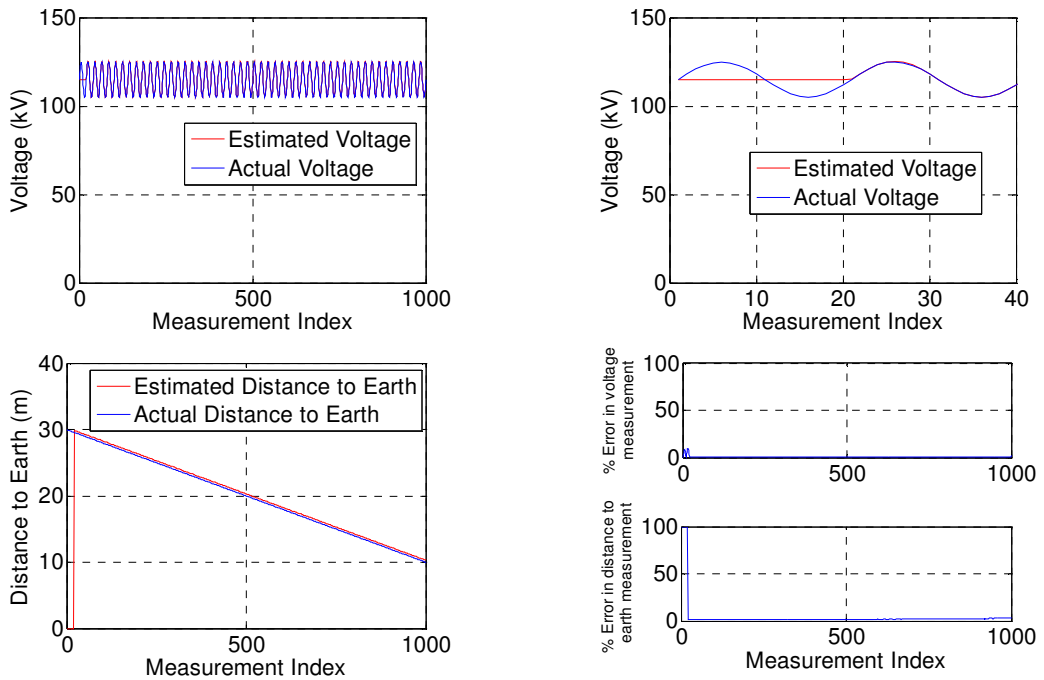 150
100
50
0
Voltage (kV)
Estimated Voltage
Actual Voltage
0 500 1000
Measurement Index
150
100
50
0
Voltage (kV)
Estimated Voltage
Actual Voltage
0 10 20 30 40
Measurement Index
40
30
20
10
0
Distance to Earth (m)
Estimated Distance to Earth
Actual Distance to Earth
0 500 1000
Measurement Index
100
50
0
% Error in voltage
measurement
0 500 1000
100
50
0
% Error in distance to
earth measurement
0 500 1000
Measurement Index